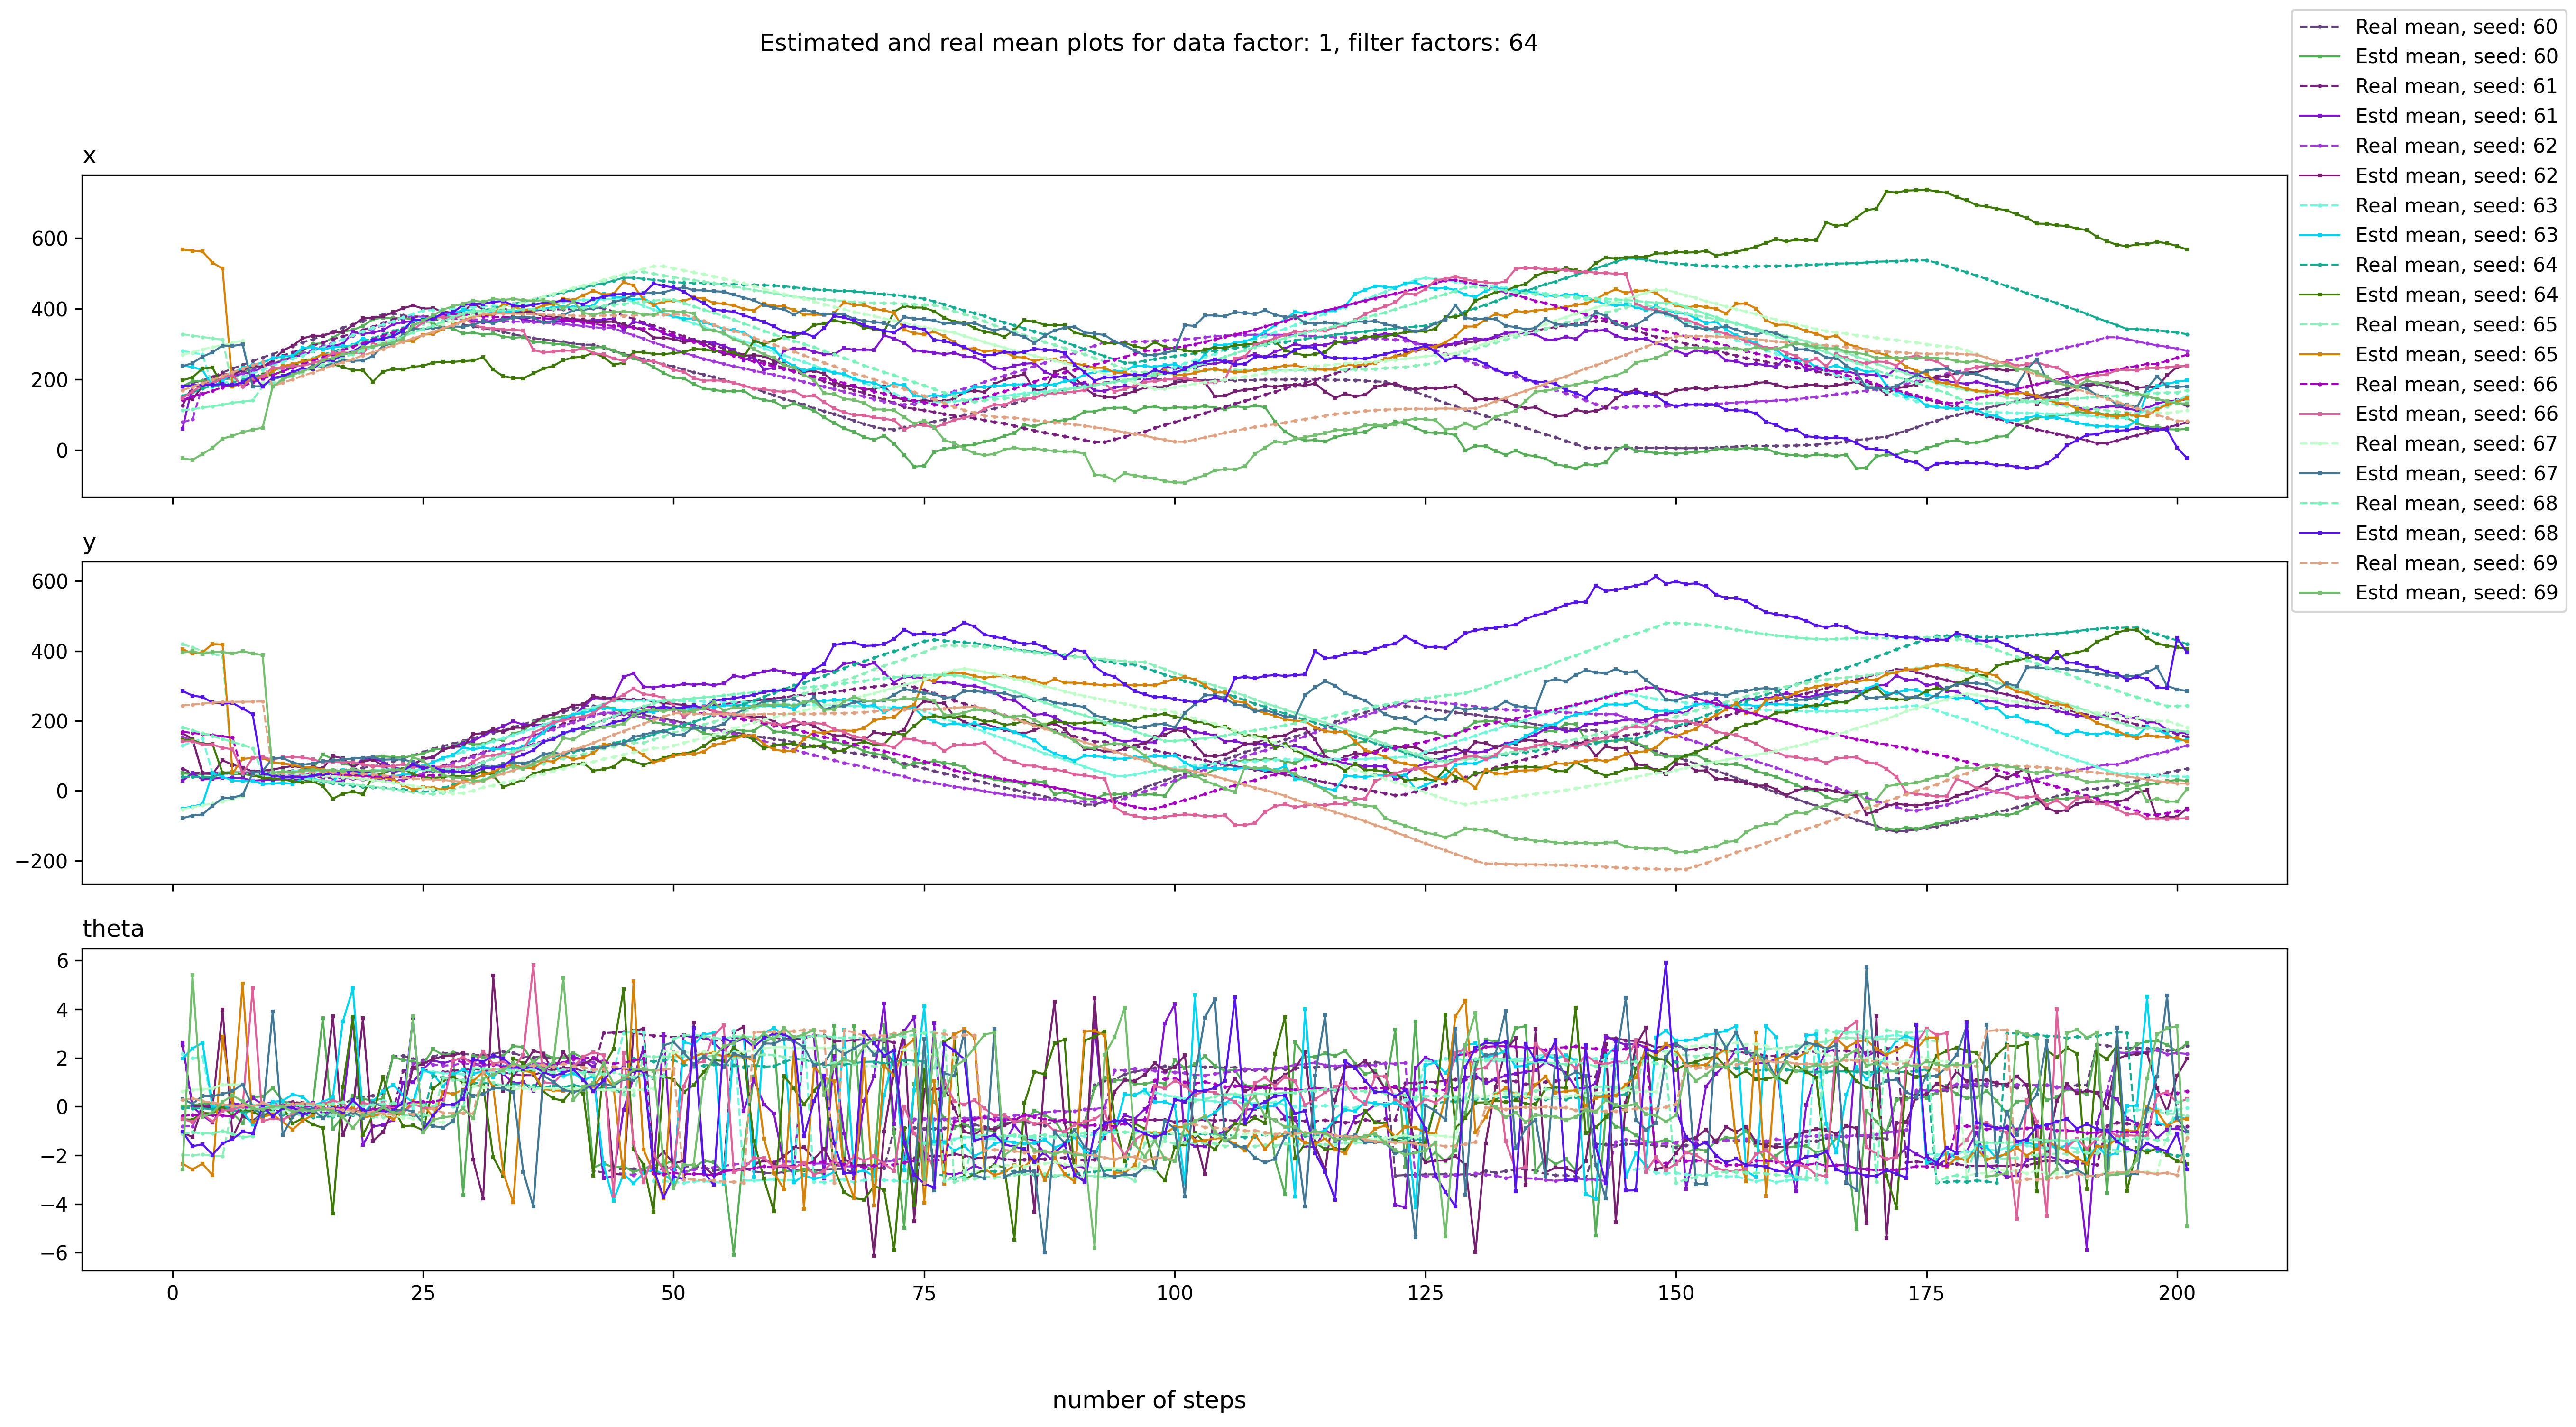 Estimated and real mean plots for data factor: 1, filter factors: 64
Real mean, seed: 60
Estd mean, seed: 60
Real mean, seed: 61
Estd mean, seed: 61
Real mean, seed: 62
Estd mean, seed: 62
Real mean, seed: 63
Estd mean, seed: 63
Real mean, seed: 64
Estd mean, seed: 64
Real mean, seed: 65
Estd mean, seed: 65
Real mean, seed: 66
Estd mean, seed: 66
Real mean, seed: 67
Estd mean, seed: 67
Real mean, seed: 68
Estd mean, seed: 68
Real mean, seed: 69
Estd mean, seed: 69
x
600
400
200
0
y
600
400
200
0
−200
theta
6
4
2
0
−2
−4
−6
0 25 50 75 100 125 150 175 200
number of steps